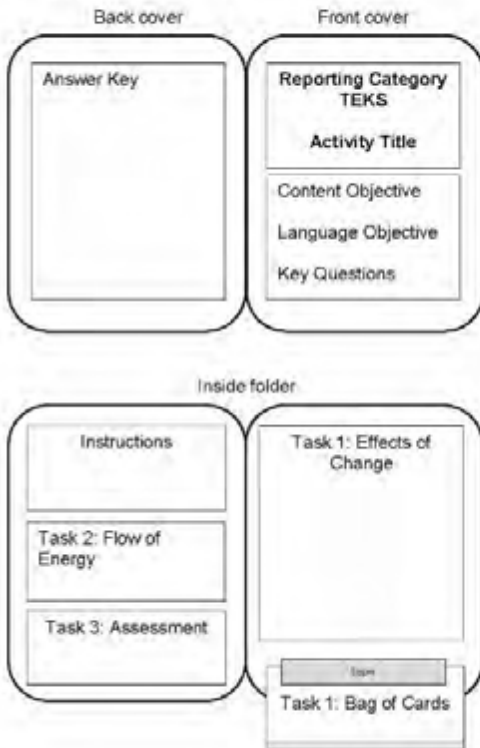 Back cover
Front cover
Answer Key
Reporting Category
TEKS
Activity Title
Content Objective
Language Objective
Key Questions
Inside folder
Instructions
Task 2: Flow of
Energy
Task 3: Assessment
Task 1: Effects of
Change
Task 1: Bag of Cards